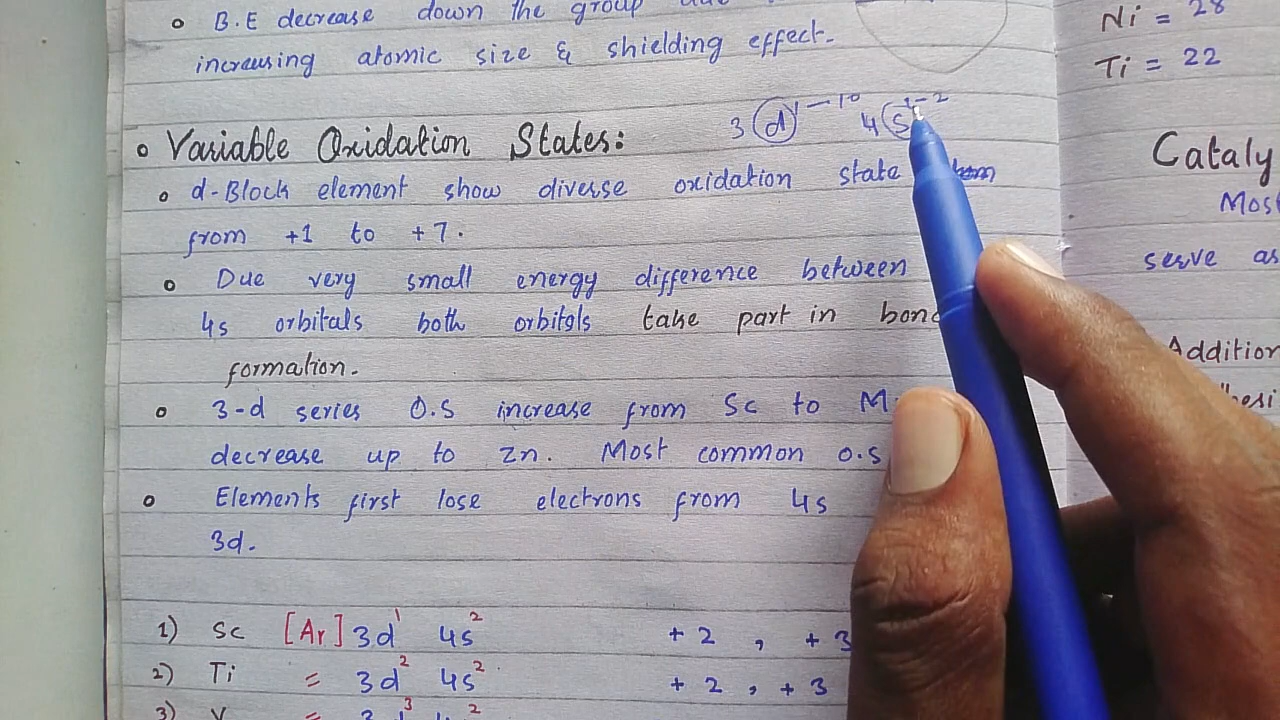 B.E decrease down the group
increasing atomic size & shielding effect.
3d¹⁻¹⁰ 4s¹⁻²
Variable Oxidation States:
d-Block element show diverse oxidation state
from +1 to +7.
Due very small energy difference between
4s orbitals both orbitals take part in
formation.
3-d series O.S increase from Sc to
decrease up to Zn. Most common o.s
Elements first lose electrons from 4s
3d.
1) Sc [Ar] 3d¹ 4s² +2 , +3
2) Ti = 3d² 4s² +2 , +3
3) V = 3d³ 4s²
Ni = 28
Ti = 22
Cataly
serve as
Addition